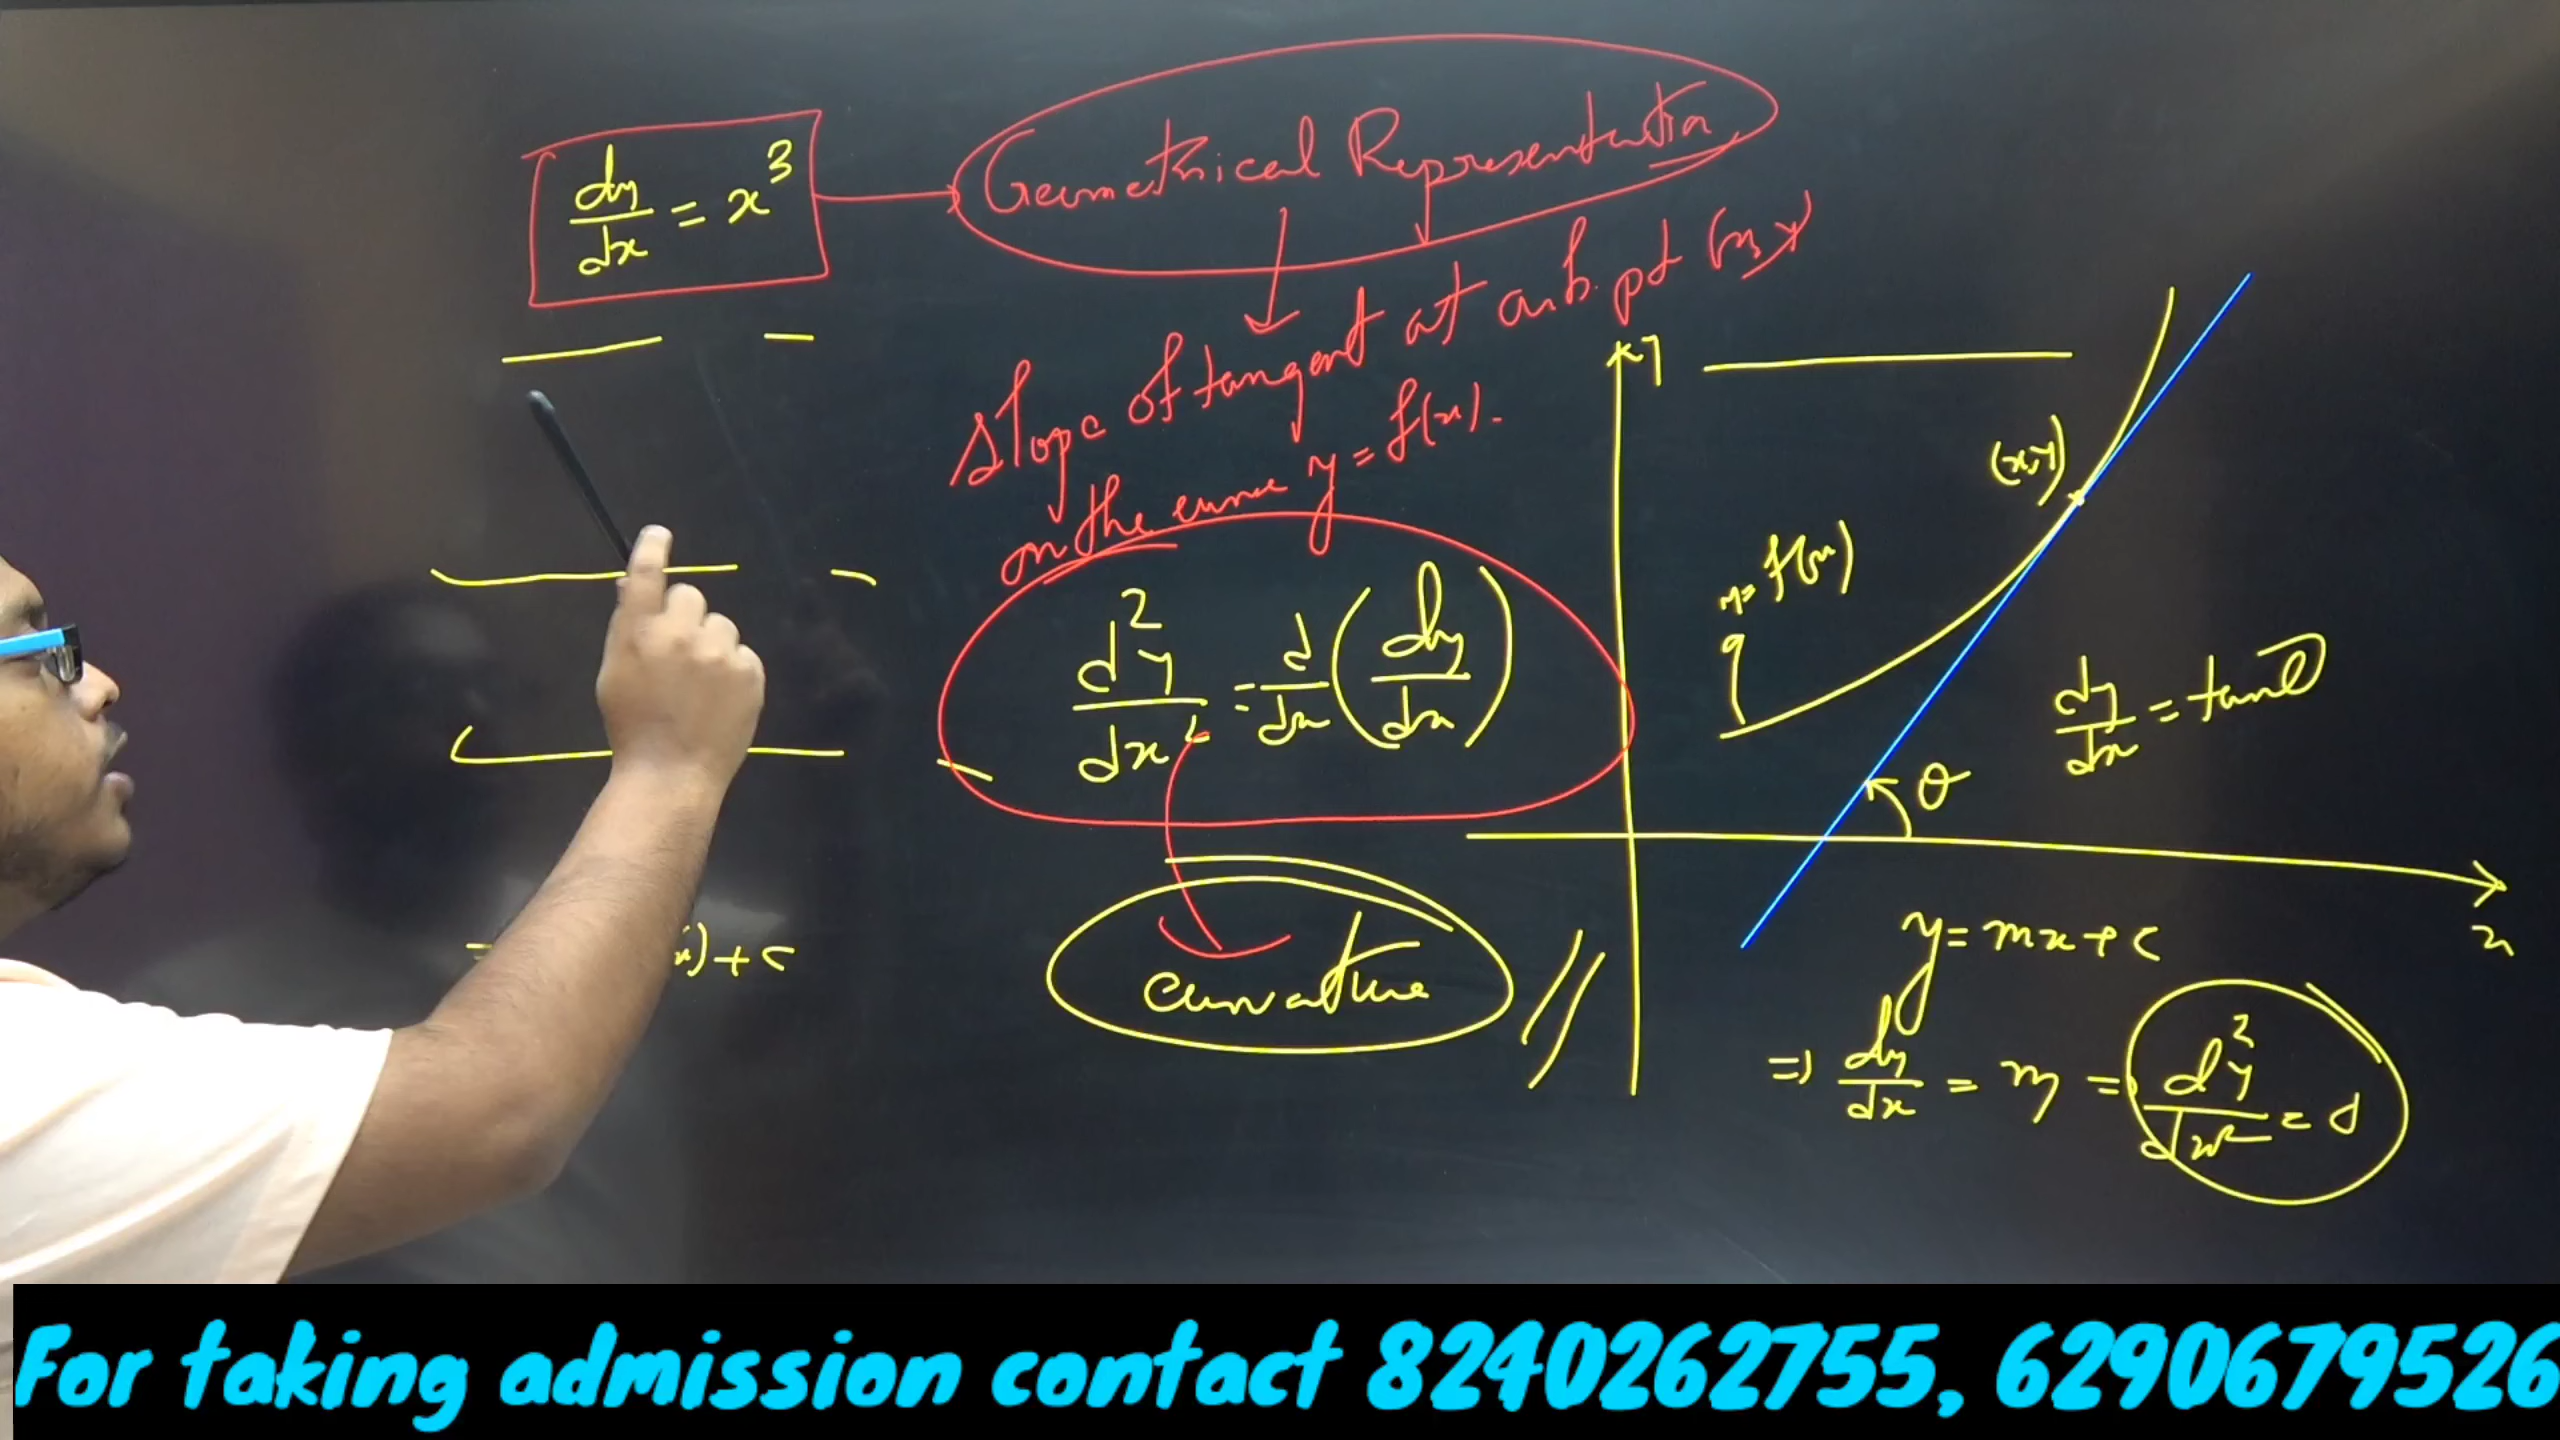 dy/dx = x³
Geometrical Representation
slope of tangent at arb. pt (x, y)
on the curve y = f(x).
d²y/dx² = d/dx (dy/dx)
curvature
) + c
y
(x, y)
y = f(x)
dy/dx = tan θ
θ
x
y = mx + c
⇒ dy/dx = m = d²y/dx² = 0
For taking admission contact 8240262755, 6290679526